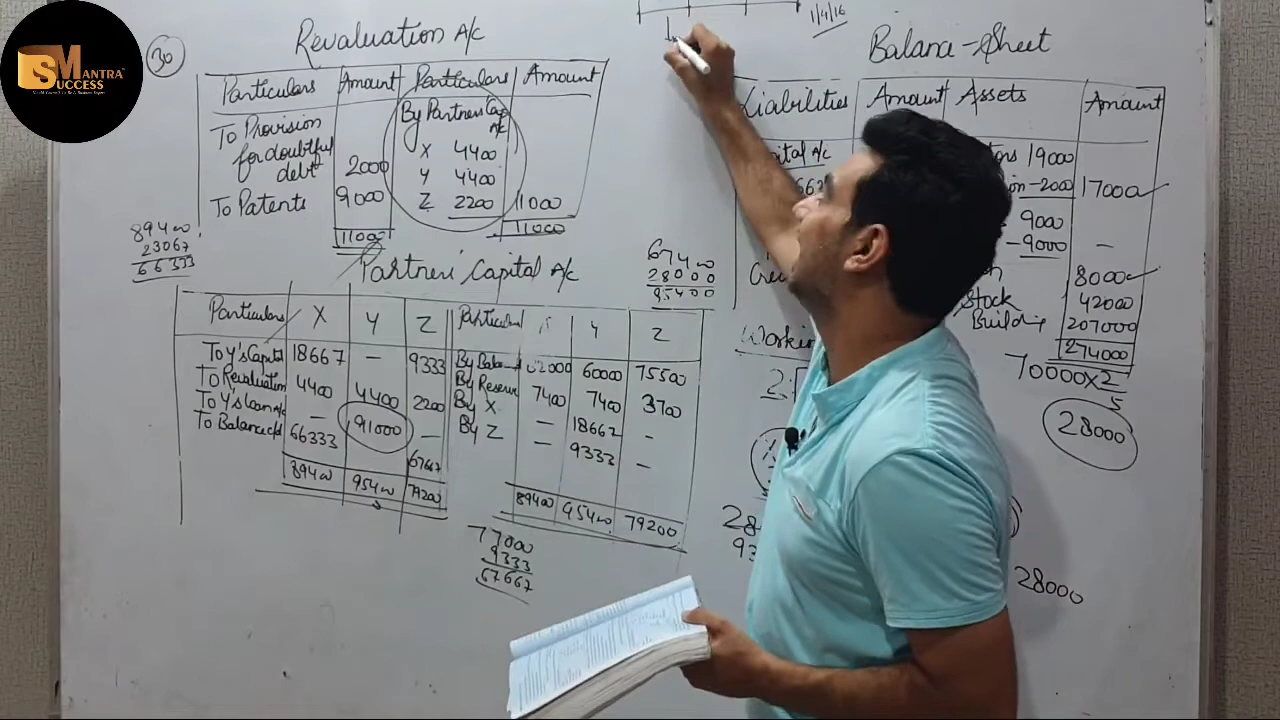 SM MANTRA
SUCCESS
30
Revaluation A/c
Particulars Amount Particulars Amount
To Provision for doubtful debt 2000
To Patents 9000
By Partners Cap A/c
X 4400
Y 4400
Z 2200 11000
11000 11000
89400
23067
66333
Partners' Capital A/c
67400
28000
95400
Particulars X Y Z Particulars Y Z
To Y's Capital 18667 — 9333 60000 75500
To Revaluation 4400 4400 2200 By Reserve 7400 7400 3700
To Y's Loan A/c — 91000 — By X — 18667 —
To Balance c/d 66333 67667 By Z — 9333 —
89400 95400 79200 89400 95400 79200
77000
9333
67667
1/4/16
Balance-Sheet
Liabilities Amount Assets Amount
19000
-2000 17000
9000
-9000 —
8000
Stock 42000
Building 207000
274000
70000 × 2/5
28000
28000